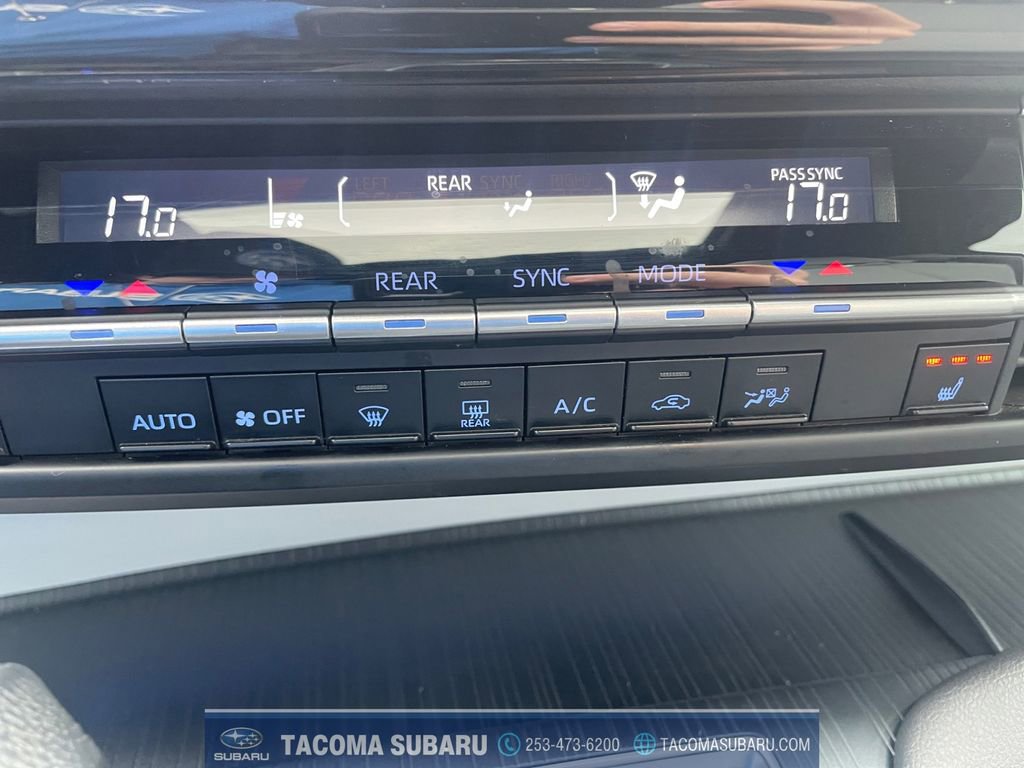 LEFT REAR SYNC RIGHT PASS SYNC
17.0 17.0
REAR SYNC MODE
AUTO OFF REAR A/C
SUBARU TACOMA SUBARU 253-473-6200 TACOMASUBARU.COM